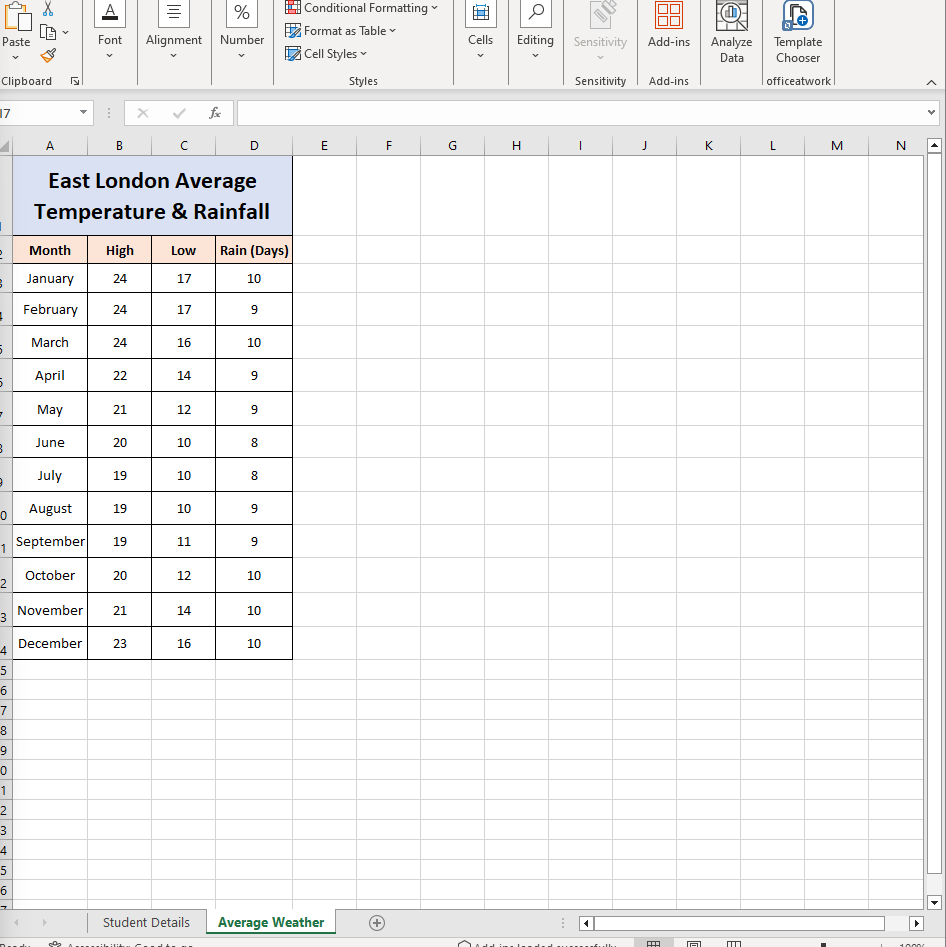 Paste
Font
Alignment
%
Number
Conditional Formatting
Format as Table
Cell Styles
Cells
Editing
Sensitivity
Add-ins
Analyze
Data
Template
Chooser
Clipboard
Styles
Sensitivity
Add-ins
officeatwork
fx
A B C D E F G H I J K L M N
East London Average
Temperature & Rainfall
Month High Low Rain (Days)
January 24 17 10
February 24 17 9
March 24 16 10
April 22 14 9
May 21 12 9
June 20 10 8
July 19 10 8
August 19 10 9
September 19 11 9
October 20 12 10
November 21 14 10
December 23 16 10
Student Details Average Weather